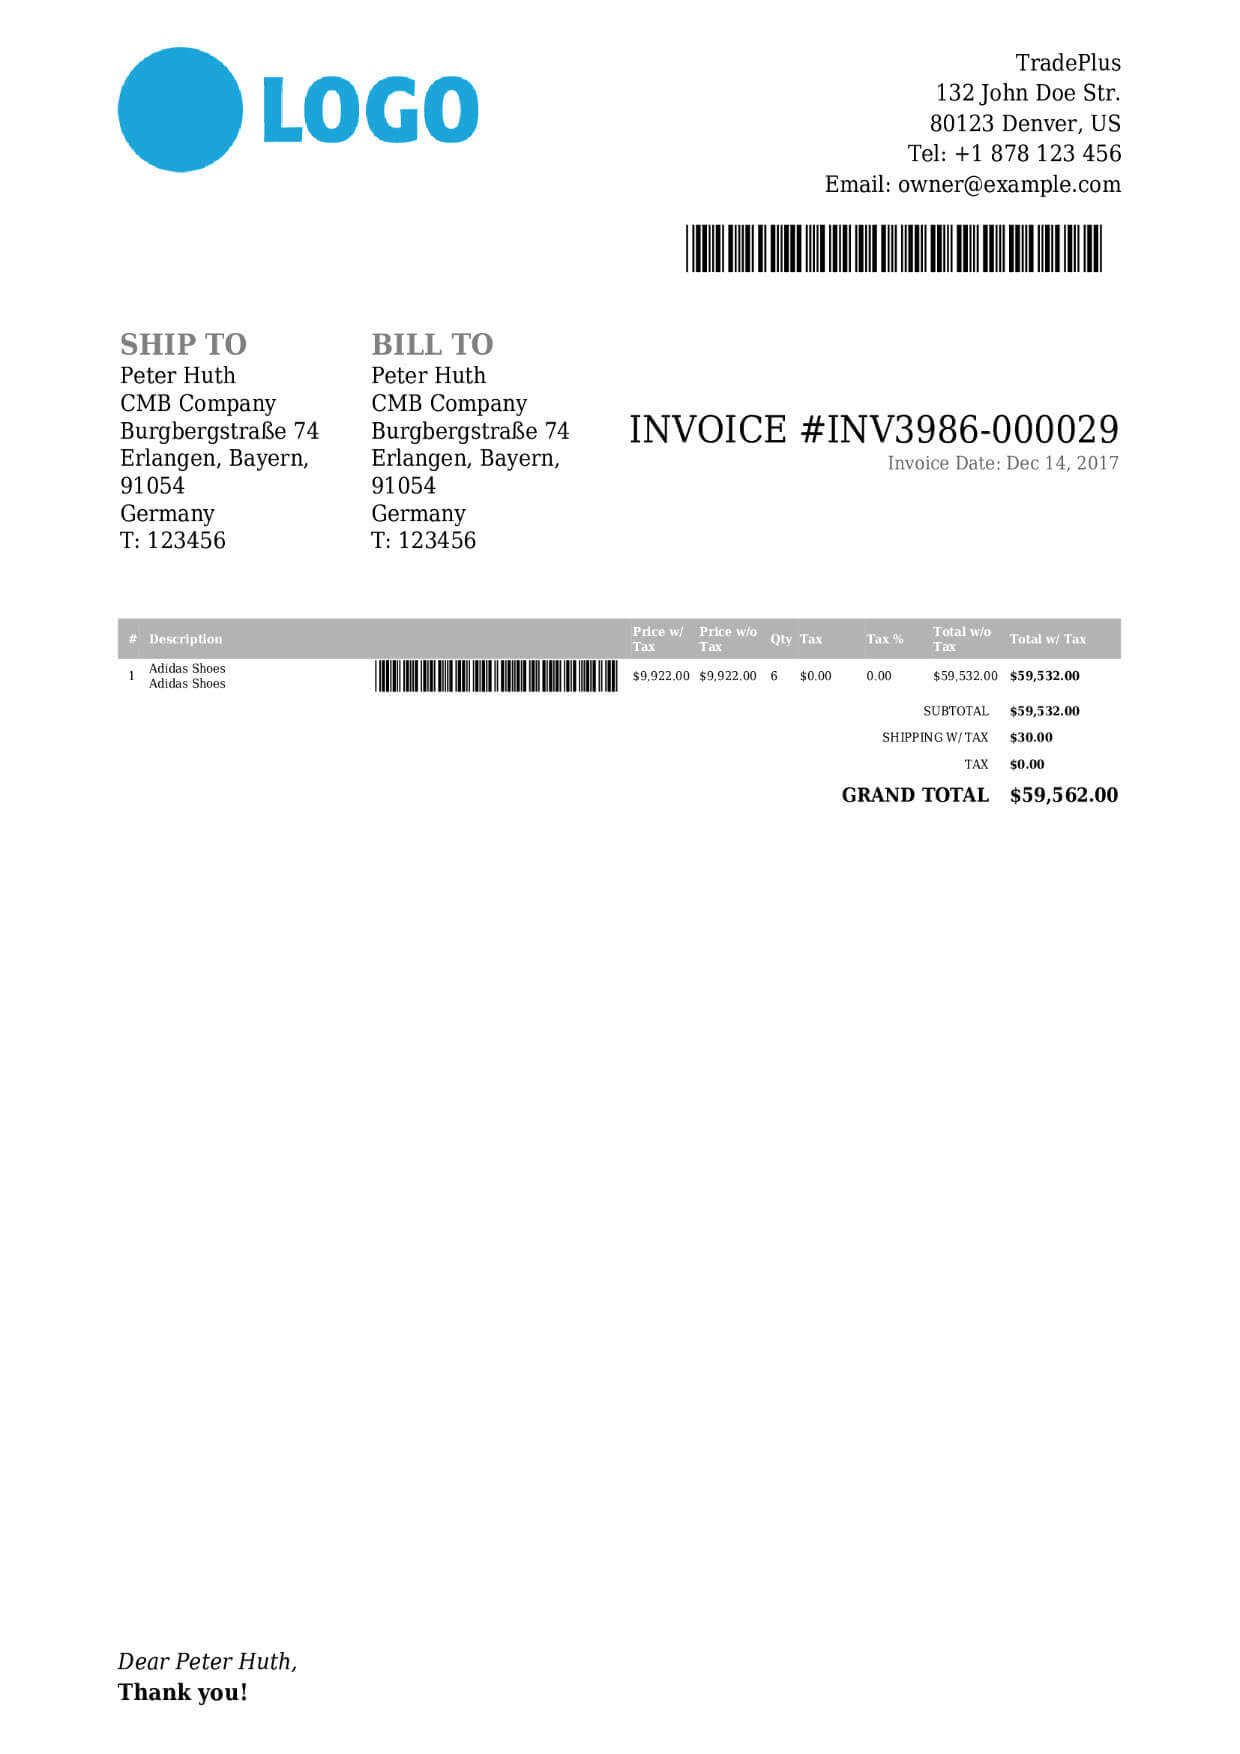 LOGO
TradePlus
132 John Doe Str.
80123 Denver, US
Tel: +1 878 123 456
Email: owner@example.com
SHIP TO
Peter Huth
CMB Company
Burgbergstraße 74
Erlangen, Bayern,
91054
Germany
T: 123456
BILL TO
Peter Huth
CMB Company
Burgbergstraße 74
Erlangen, Bayern,
91054
Germany
T: 123456
INVOICE #INV3986-000029
Invoice Date: Dec 14, 2017
# Description Price w/ Tax Price w/o Tax Qty Tax Tax % Total w/o Tax Total w/ Tax
1 Adidas Shoes $9,922.00 $9,922.00 6 $0.00 0.00 $59,532.00 $59,532.00
Adidas Shoes
SUBTOTAL $59,532.00
SHIPPING W/ TAX $30.00
TAX $0.00
GRAND TOTAL $59,562.00
Dear Peter Huth,
Thank you!